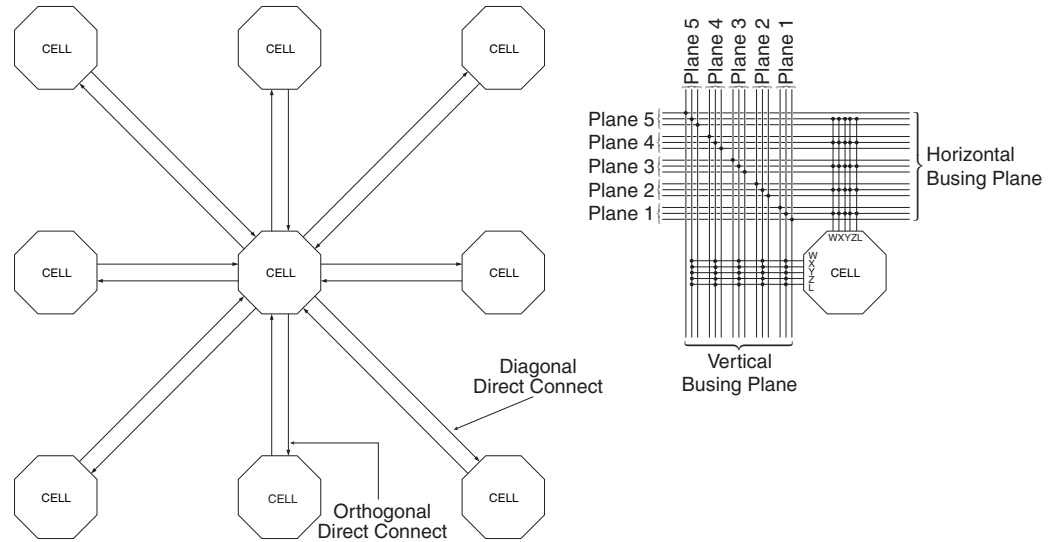 CELL
CELL
CELL
CELL
CELL
CELL
Diagonal
Direct Connect
CELL
CELL
CELL
Orthogonal
Direct Connect
Plane 5
Plane 4
Plane 3
Plane 2
Plane 1
Plane 5
Plane 4
Plane 3
Plane 2
Plane 1
Horizontal
Busing Plane
WXYZL
W
X
Y
Z
L
CELL
Vertical
Busing Plane